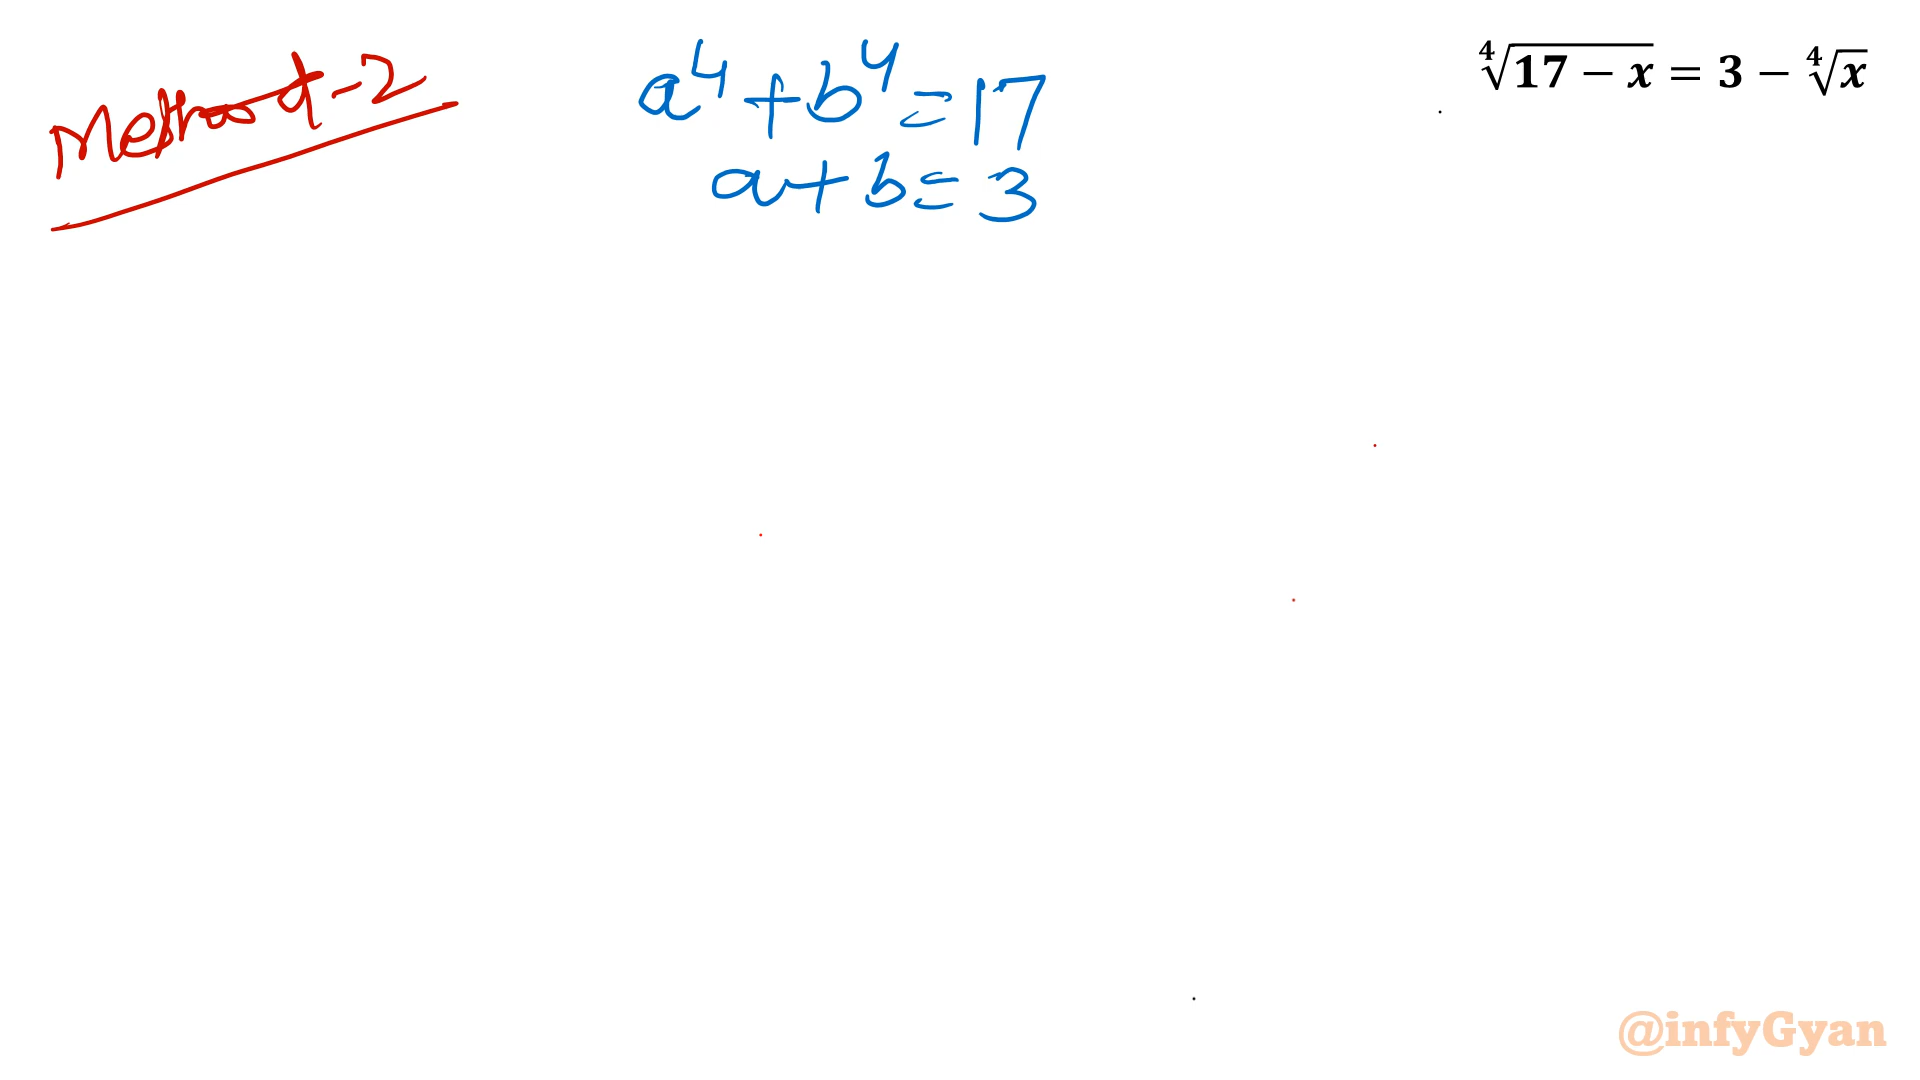 Method-2
a⁴+b⁴=17
a+b=3
∜(17 − x) = 3 − ∜x
@infyGyan